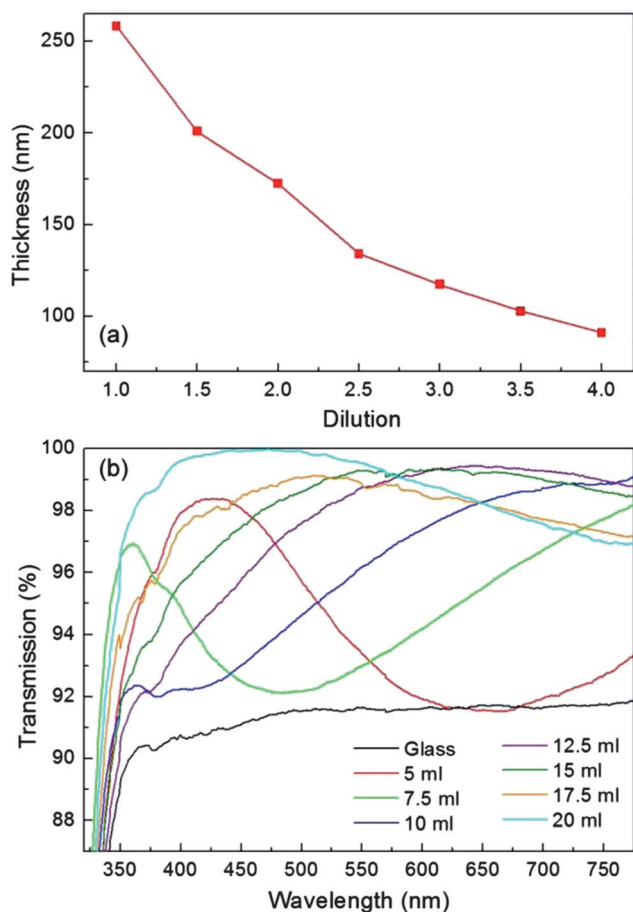 250
200
150
100
Thickness (nm)
(a)
1.0 1.5 2.0 2.5 3.0 3.5 4.0
Dilution
100
98
96
94
92
90
88
Transmission (%)
(b)
Glass
5 ml
7.5 ml
10 ml
12.5 ml
15 ml
17.5 ml
20 ml
350 400 450 500 550 600 650 700 750
Wavelength (nm)